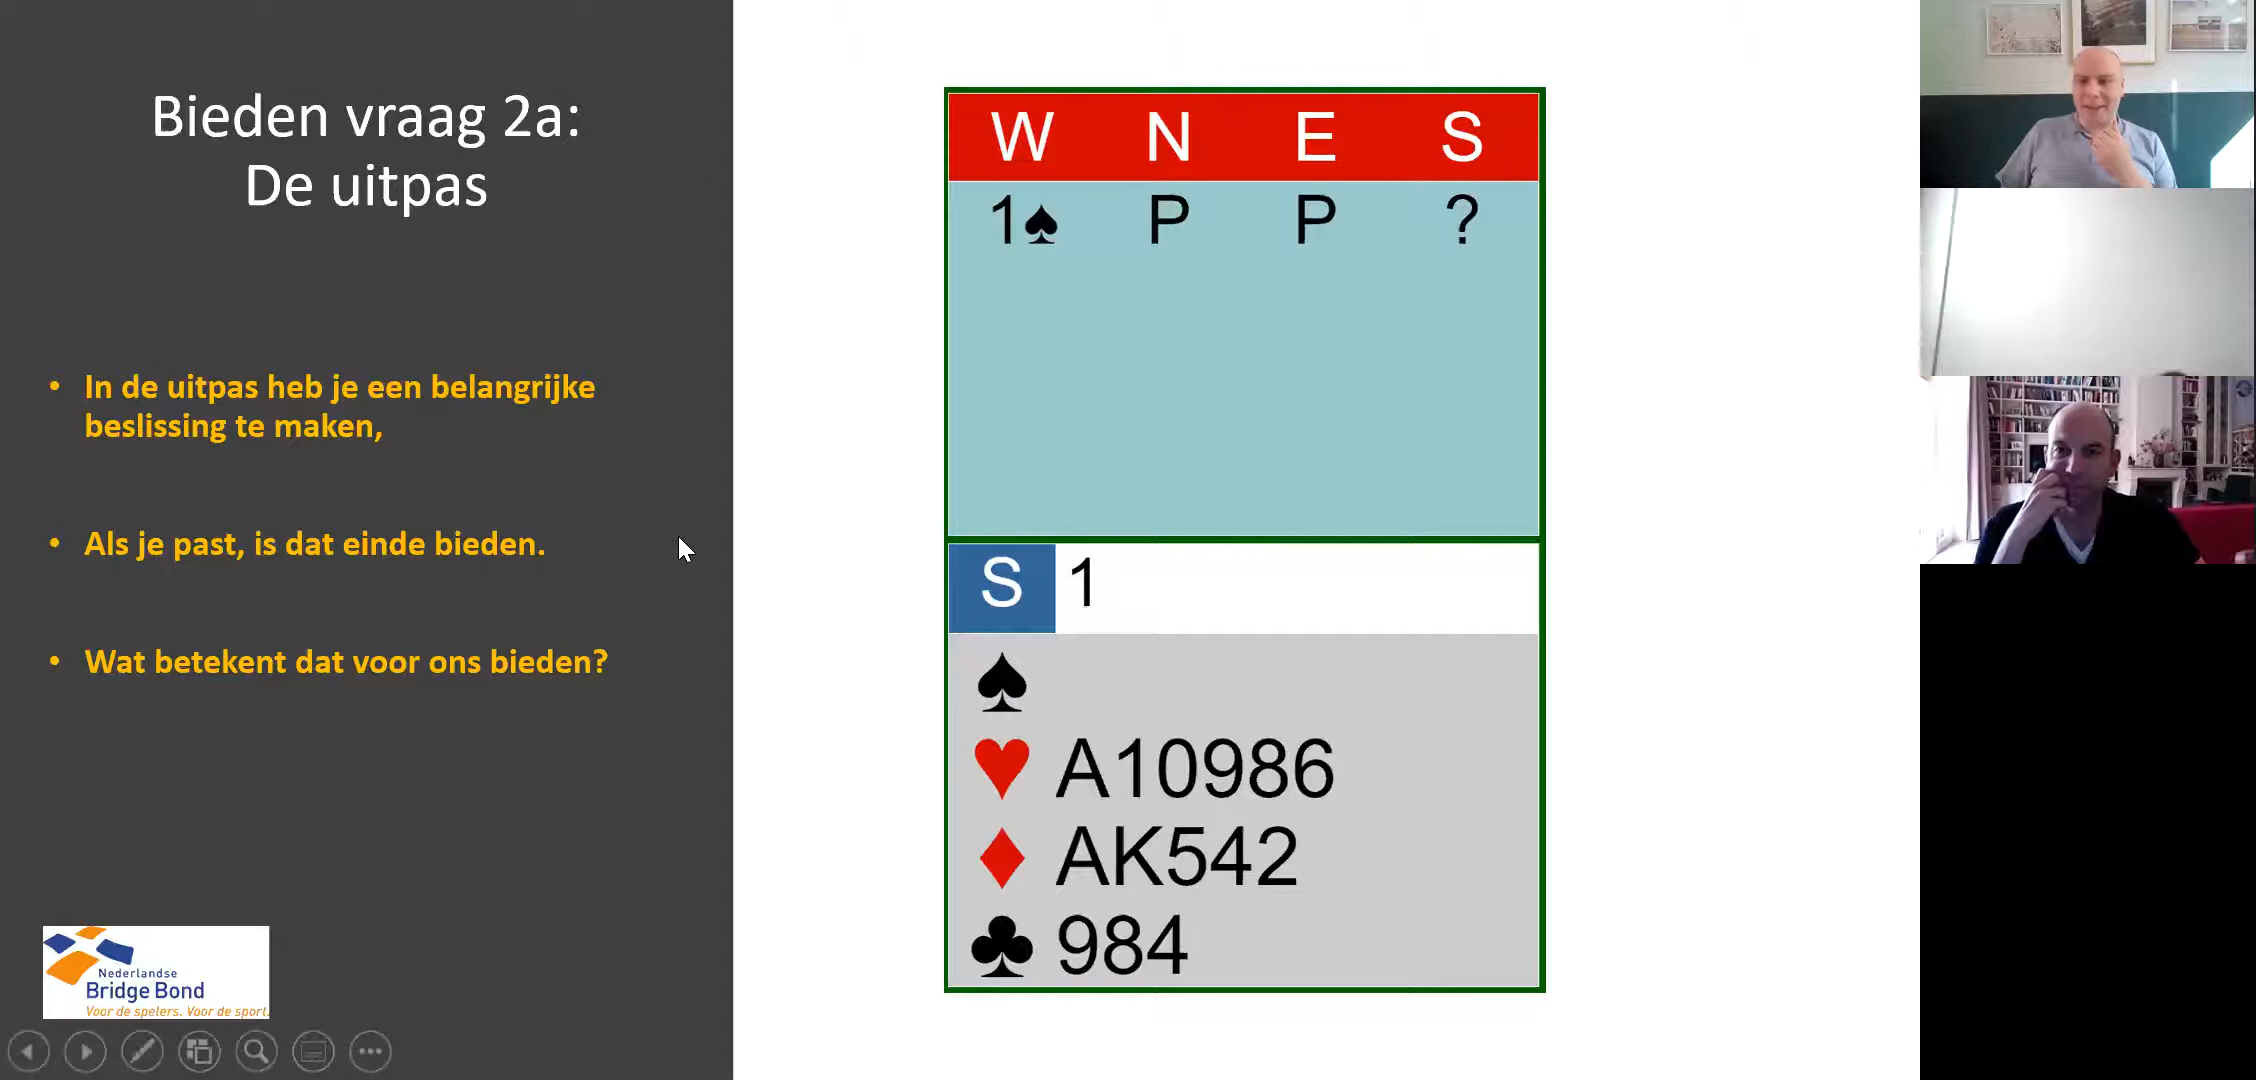 Bieden vraag 2a:
De uitpas
• In de uitpas heb je een belangrijke
beslissing te maken,
• Als je past, is dat einde bieden.
• Wat betekent dat voor ons bieden?
Nederlandse
Bridge Bond
Voor de spelers. Voor de sport.
W N E S
1♠ P P ?
S 1
♠
♥ A10986
♦ AK542
♣ 984